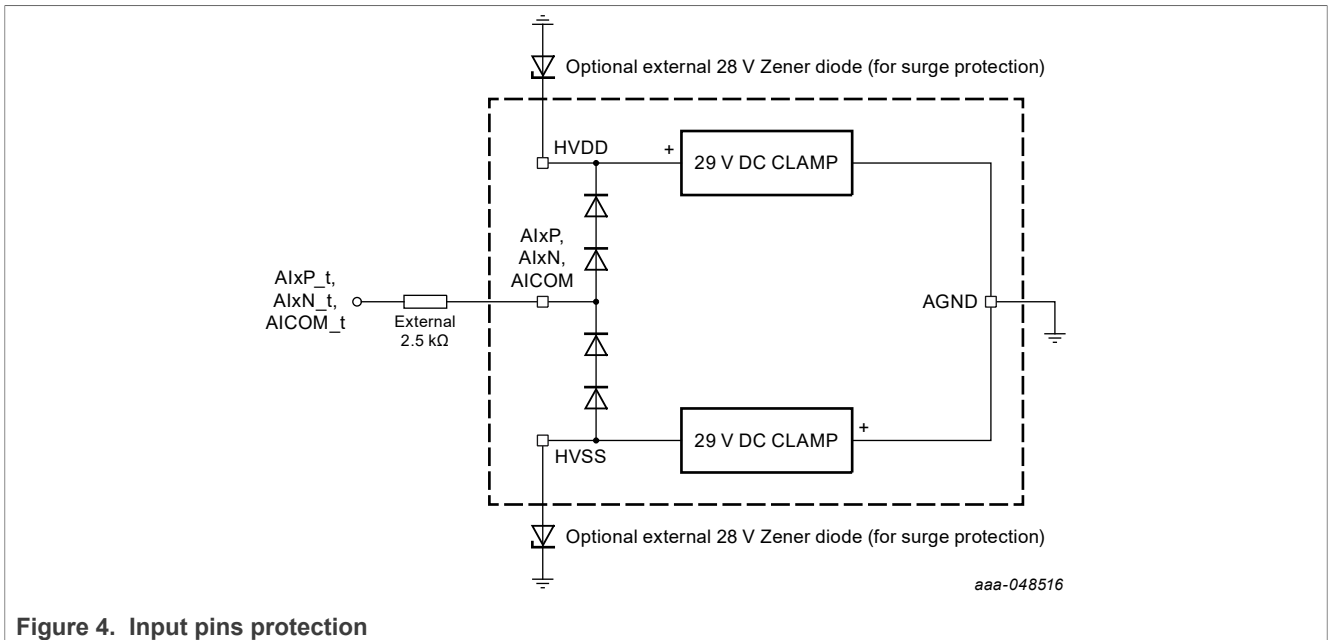 Optional external 28 V Zener diode (for surge protection)
HVDD
+
29 V DC CLAMP
AIxP,
AIxN,
AICOM
AIxP_t,
AIxN_t,
AICOM_t
External
2.5 kΩ
AGND
29 V DC CLAMP
+
HVSS
Optional external 28 V Zener diode (for surge protection)
aaa-048516
Figure 4. Input pins protection